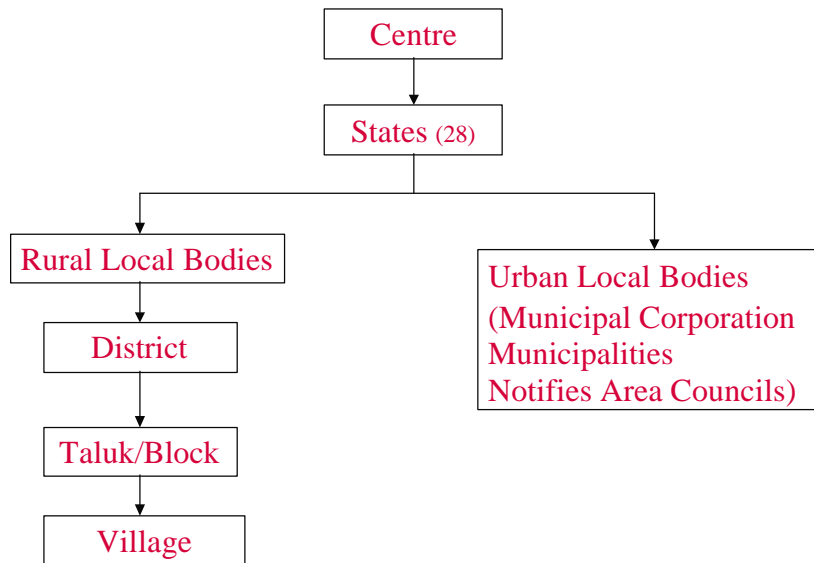 Centre
States (28)
Rural Local Bodies
District
Taluk/Block
Village
Urban Local Bodies
(Municipal Corporation
Municipalities
Notifies Area Councils)